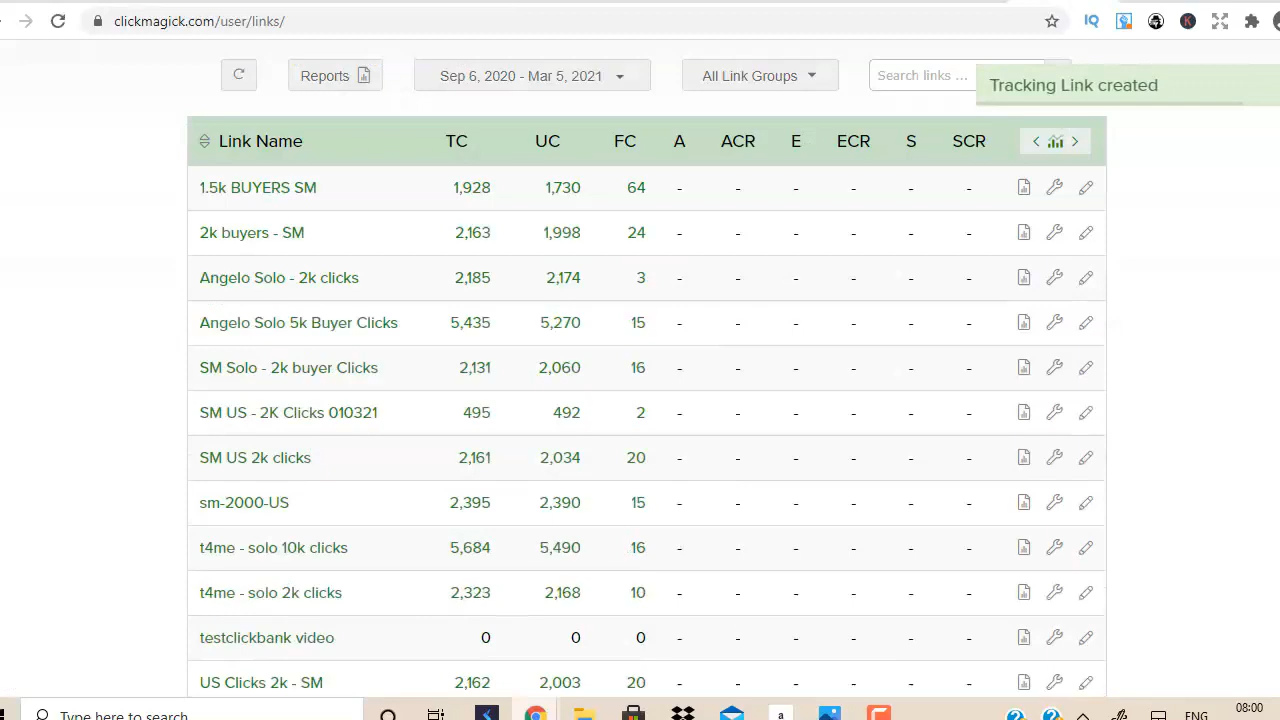 clickmagick.com/user/links/
IQ
K
Reports
Sep 6, 2020 - Mar 5, 2021
All Link Groups
Search links ...
Tracking Link created
Link Name TC UC FC A ACR E ECR S SCR
1.5k BUYERS SM 1,928 1,730 64 - - - - - -
2k buyers - SM 2,163 1,998 24 - - - - - -
Angelo Solo - 2k clicks 2,185 2,174 3 - - - - - -
Angelo Solo 5k Buyer Clicks 5,435 5,270 15 - - - - - -
SM Solo - 2k buyer Clicks 2,131 2,060 16 - - - - - -
SM US - 2K Clicks 010321 495 492 2 - - - - - -
SM US 2k clicks 2,161 2,034 20 - - - - - -
sm-2000-US 2,395 2,390 15 - - - - - -
t4me - solo 10k clicks 5,684 5,490 16 - - - - - -
t4me - solo 2k clicks 2,323 2,168 10 - - - - - -
testclickbank video 0 0 0 - - - - - -
US Clicks 2k - SM 2,162 2,003 20 - - - - - -
Type here to search
a
ENG
08:00